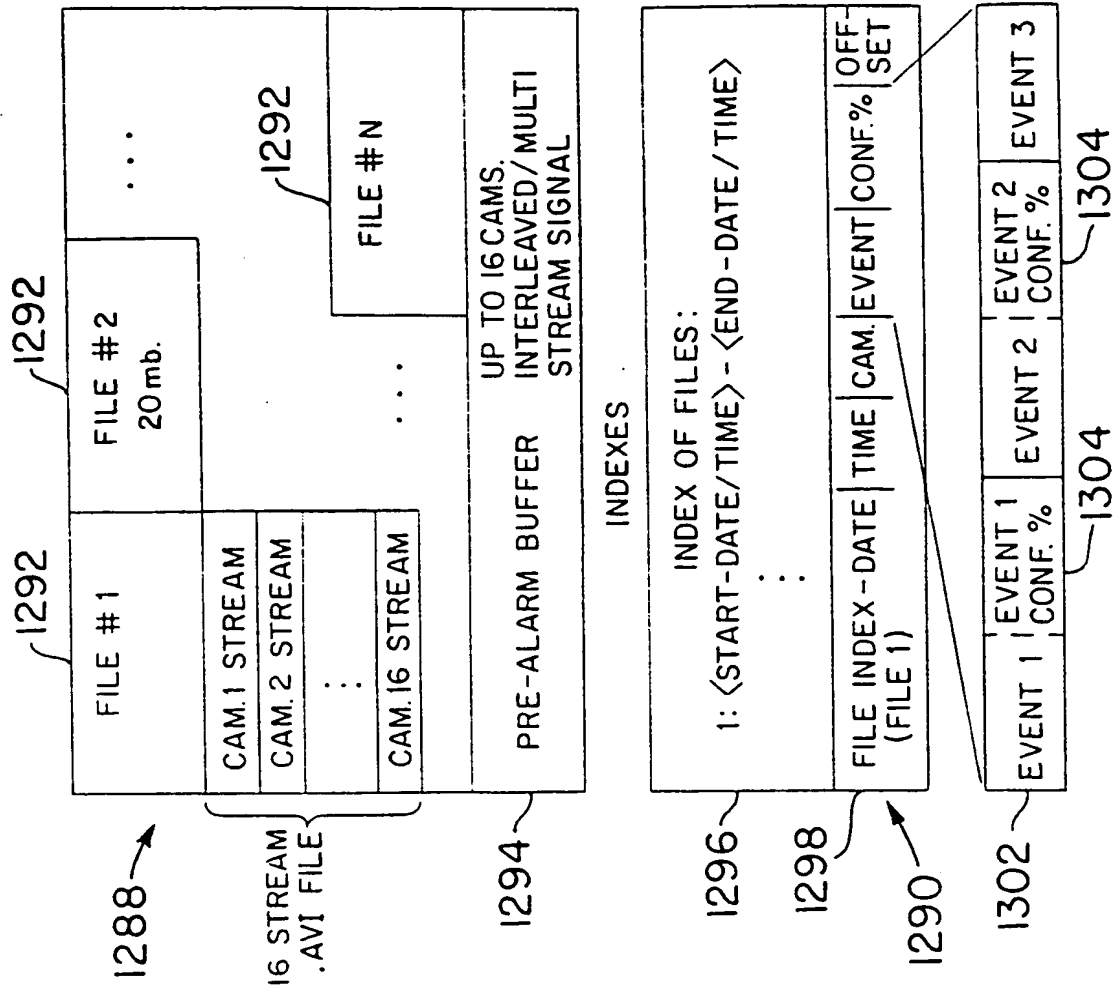 1292
1292
FILE #1
FILE #2
20 mb.
. . .
1288
CAM. 1 STREAM
CAM. 2 STREAM
. . .
CAM. 16 STREAM
16 STREAM
.AVI FILE
. . .
1292
FILE #N
1294
PRE-ALARM BUFFER
UP TO 16 CAMS.
INTERLEAVED/MULTI
STREAM SIGNAL
INDEXES
1296
INDEX OF FILES:
1: <START-DATE/TIME> - <END-DATE/TIME>
. . .
1298
FILE INDEX-DATE | TIME | CAM. | EVENT | CONF.% | OFF-
(FILE 1)
SET
1290
1302
EVENT 1
EVENT 1
CONF. %
EVENT 2
EVENT 2
CONF. %
EVENT 3
1304
1304